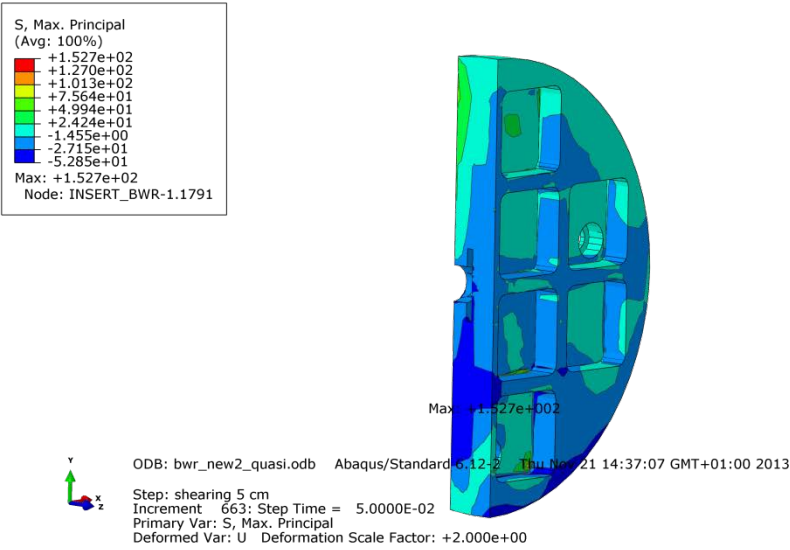 S, Max. Principal
(Avg: 100%)
+1.527e+02
+1.270e+02
+1.013e+02
+7.564e+01
+4.994e+01
+2.424e+01
-1.455e+00
-2.715e+01
-5.285e+01
Max: +1.527e+02
Node: INSERT_BWR-1.1791
Max: +1.527e+002
Y
X
Z
ODB: bwr_new2_quasi.odb Abaqus/Standard 6.12-2 Thu Nov 21 14:37:07 GMT+01:00 2013
Step: shearing 5 cm
Increment 663: Step Time = 5.0000E-02
Primary Var: S, Max. Principal
Deformed Var: U Deformation Scale Factor: +2.000e+00